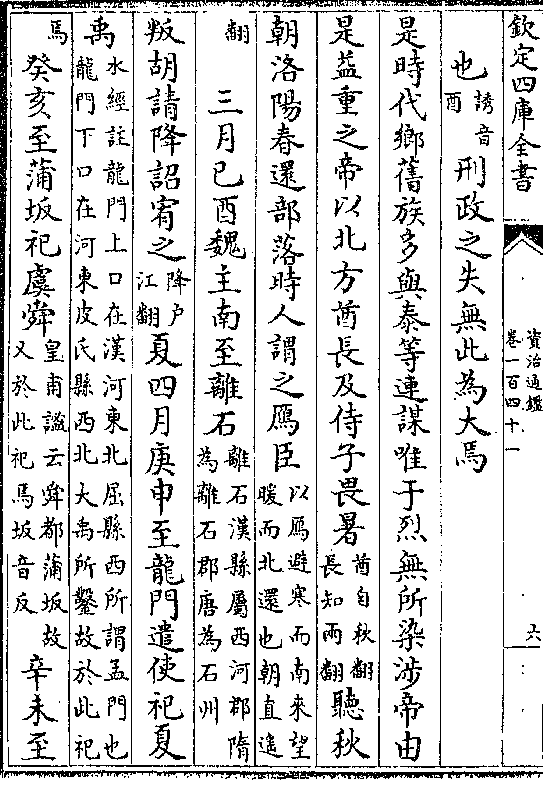 欽定四庫全書
資治通鑑
卷一百四十一
六
也誘音酉刑政之失無此為大焉
是時代鄉舊族多與泰等連謀唯于烈無所染涉帝由
是益重之帝以北方酋長及侍子畏暑酋自秋翻長知兩翻聽秋
朝洛陽春還部落時人謂之鴈臣以鴈避寒而南來望暖而北還也朝直遙
翻三月已酉魏主南至離石離石漢縣屬西河郡隋為離石郡唐為石州
叛胡請降詔宥之降户江翻夏四月庚申至龍門遣使祀夏
禹水經註龍門上口在漢河東北屈縣西所謂孟門也龍門下口在河東皮氏縣西北大禹所鑿故於此祀
焉癸亥至蒲坂祀虞舜皇甫謐云舜都蒲坂故又於此祀焉坂音反辛未至